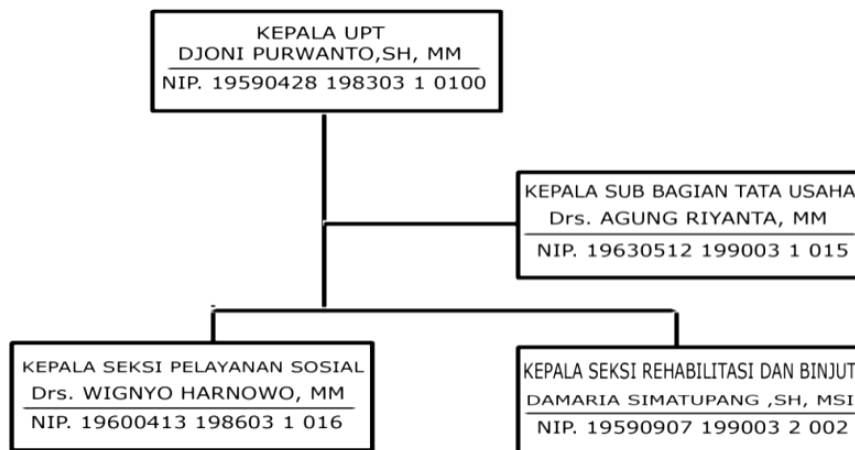 KEPALA UPT
DJONI PURWANTO,SH, MM
NIP. 19590428 198303 1 0100
KEPALA SUB BAGIAN TATA USAHA
Drs. AGUNG RIYANTA, MM
NIP. 19630512 199003 1 015
KEPALA SEKSI PELAYANAN SOSIAL
Drs. WIGNYO HARNOWO, MM
NIP. 19600413 198603 1 016
KEPALA SEKSI REHABILITASI DAN BINJUT
DAMARIA SIMATUPANG ,SH, MSI
NIP. 19590907 199003 2 002